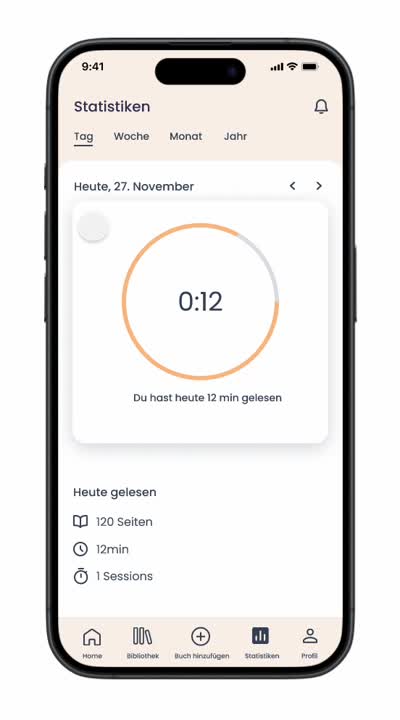 9:41
Statistiken
Tag Woche Monat Jahr
Heute, 27. November
0:12
Du hast heute 12 min gelesen
Heute gelesen
120 Seiten
12min
1 Sessions
Home Bibliothek Buch hinzufügen Statistiken Profil